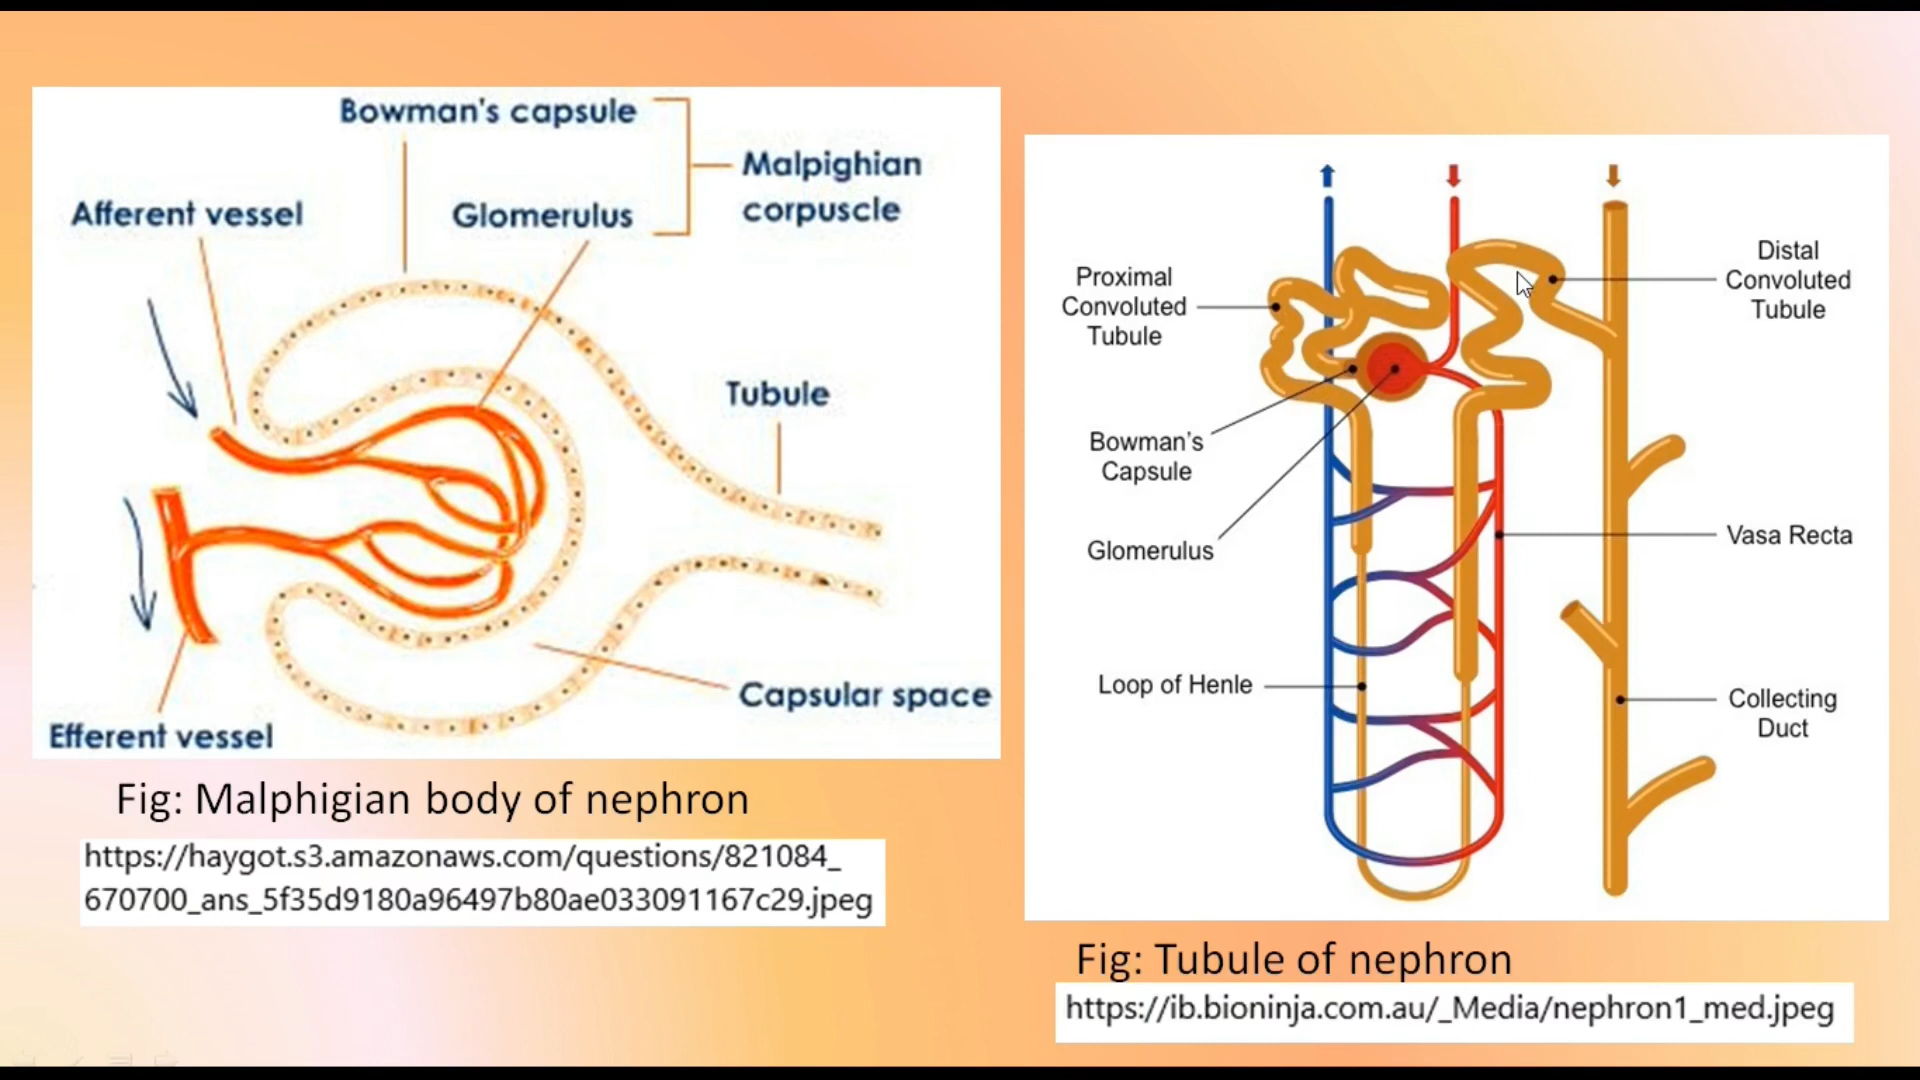 Bowman's capsule
Malpighian
corpuscle
Afferent vessel
Glomerulus
Tubule
Capsular space
Efferent vessel
Fig: Malphigian body of nephron
https://haygot.s3.amazonaws.com/questions/821084_
670700_ans_5f35d9180a96497b80ae033091167c29.jpeg
Proximal
Convoluted
Tubule
Distal
Convoluted
Tubule
Bowman's
Capsule
Glomerulus
Vasa Recta
Loop of Henle
Collecting
Duct
Fig: Tubule of nephron
https://ib.bioninja.com.au/_Media/nephron1_med.jpeg